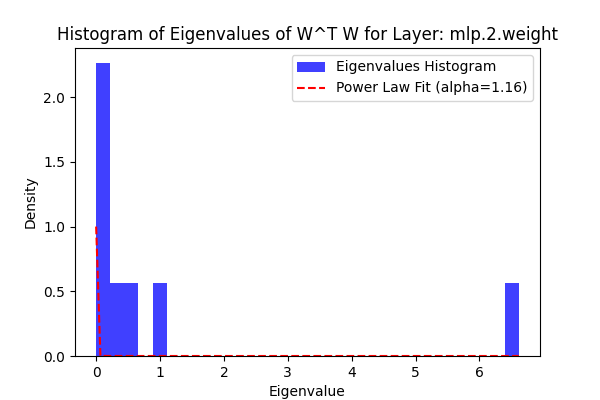 Histogram of Eigenvalues of W^T W for Layer: mlp.2.weight
Eigenvalues Histogram
Power Law Fit (alpha=1.16)
2.0
1.5
1.0
0.5
0.0
Density
0 1 2 3 4 5 6
Eigenvalue